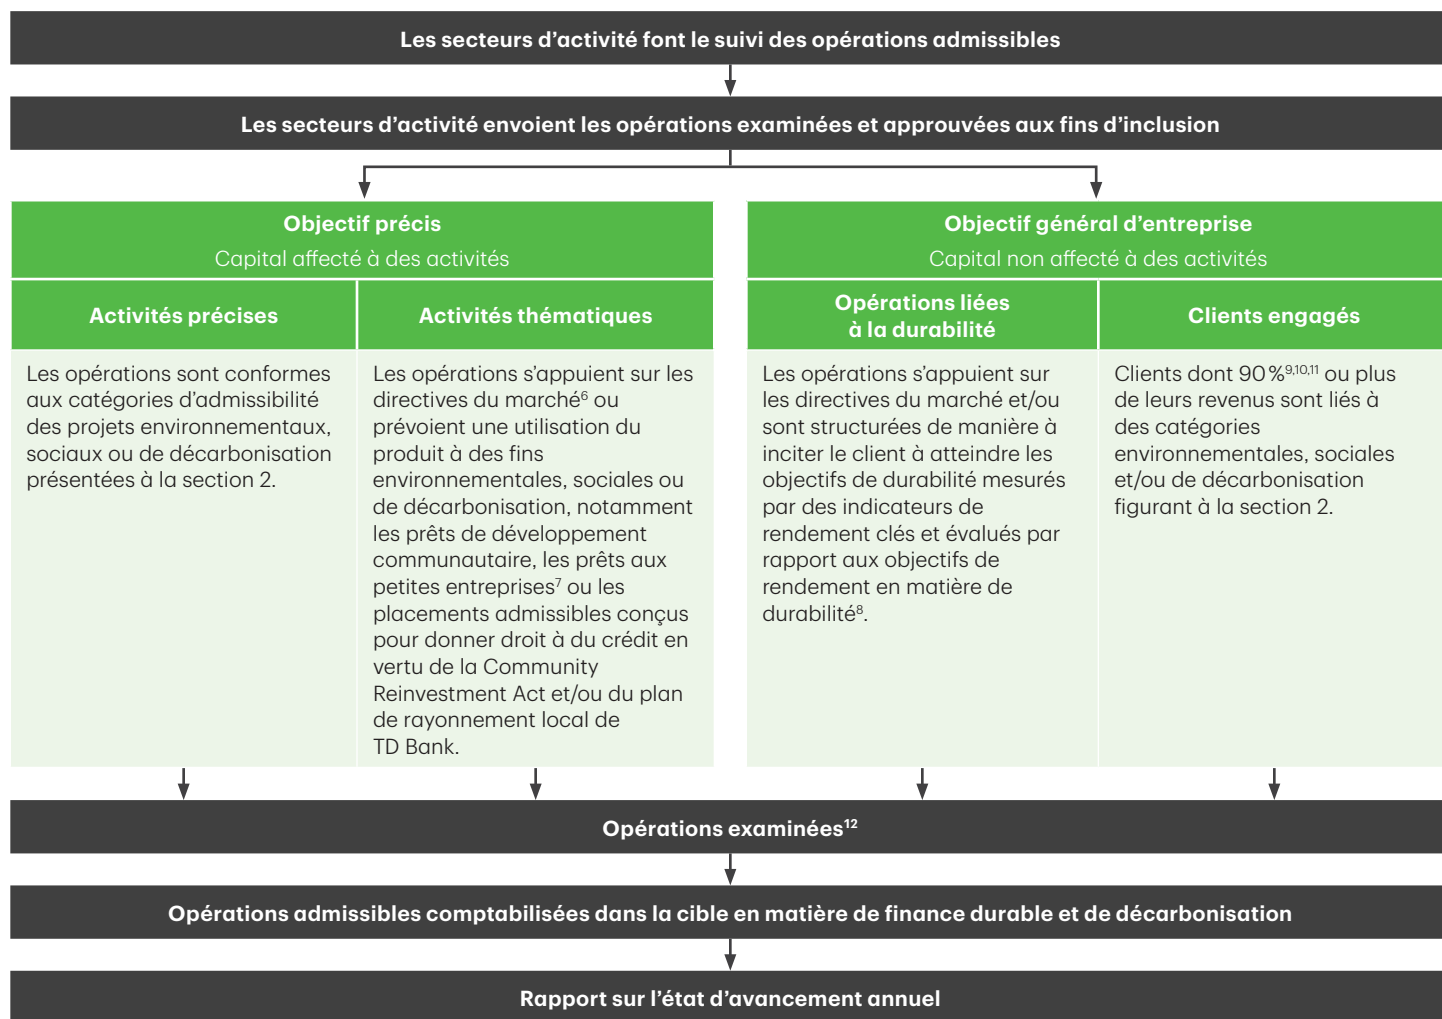 Les secteurs d’activité font le suivi des opérations admissibles
Les secteurs d’activité envoient les opérations examinées et approuvées aux fins d’inclusion
Objectif précis
Capital affecté à des activités
Activités précises
Les opérations sont conformes
aux catégories d’admissibilité
des projets environnementaux,
sociaux ou de décarbonisation
présentées à la section 2.
Activités thématiques
Les opérations s’appuient sur les
directives du marché⁶ ou
prévoient une utilisation du
produit à des fins
environnementales, sociales ou
de décarbonisation, notamment
les prêts de développement
communautaire, les prêts aux
petites entreprises⁷ ou les
placements admissibles conçus
pour donner droit à du crédit en
vertu de la Community
Reinvestment Act et/ou du plan
de rayonnement local de
TD Bank.
Objectif général d’entreprise
Capital non affecté à des activités
Opérations liées
à la durabilité
Les opérations s’appuient sur
les directives du marché et/ou
sont structurées de manière à
inciter le client à atteindre les
objectifs de durabilité mesurés
par des indicateurs de
rendement clés et évalués par
rapport aux objectifs de
rendement en matière de
durabilité⁸.
Clients engagés
Clients dont 90 %⁹,¹⁰,¹¹ ou plus
de leurs revenus sont liés à
des catégories
environnementales, sociales
et/ou de décarbonisation
figurant à la section 2.
Opérations examinées¹²
Opérations admissibles comptabilisées dans la cible en matière de finance durable et de décarbonisation
Rapport sur l’état d’avancement annuel